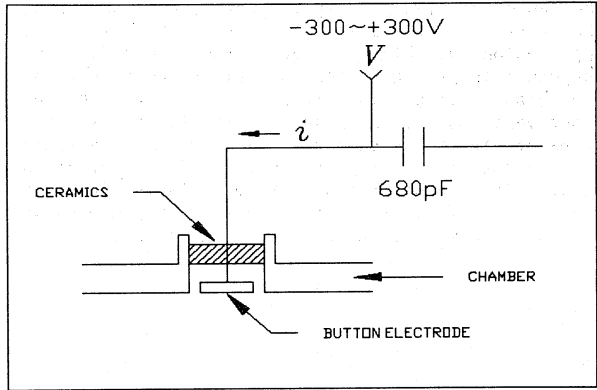 -300~+300V
V
i
680pF
CERAMICS
CHAMBER
BUTTON ELECTRODE